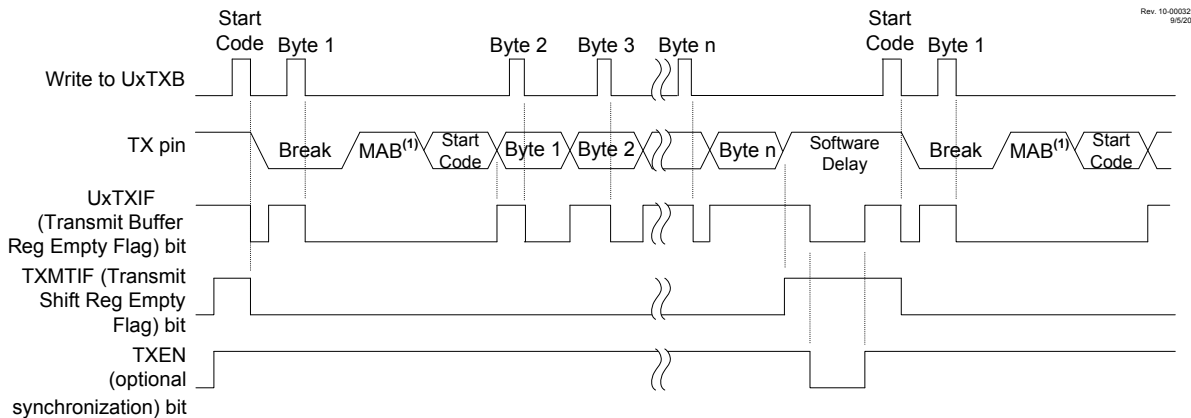 Rev. 10-00032
9/5/20
Start Code
Byte 1
Byte 2
Byte 3
Byte n
Start Code
Byte 1
Write to UxTXB
TX pin
Break
MAB(1)
Start Code
Byte 1
Byte 2
Byte n
Software Delay
Break
MAB(1)
Start Code
UxTXIF
(Transmit Buffer
Reg Empty Flag) bit
TXMTIF (Transmit
Shift Reg Empty
Flag) bit
TXEN
(optional
synchronization) bit